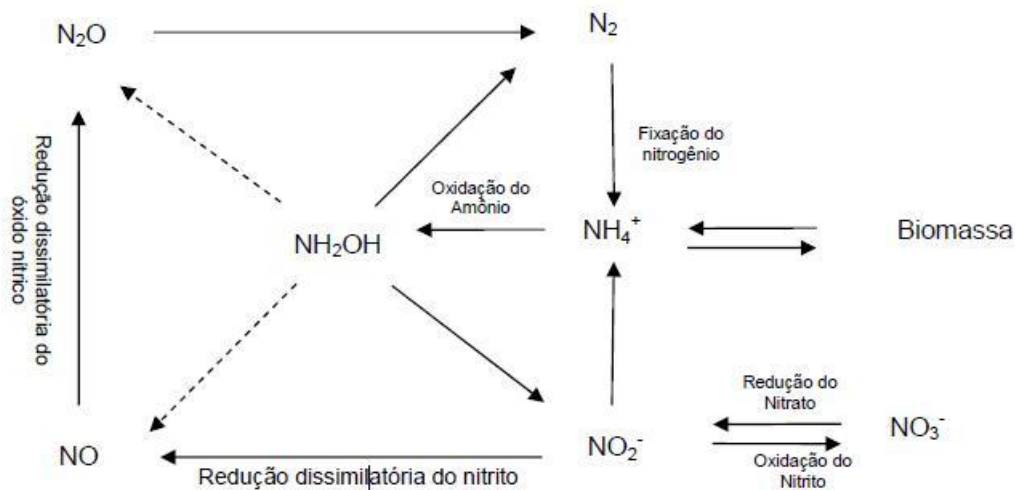 N₂O
N₂
Fixação do
nitrogênio
Redução dissimilatória do
óxido nítrico
Oxidação do
Amônio
NH₂OH
NH₄⁺
Biomassa
Redução do
Nitrato
NO
NO₂⁻
NO₃⁻
Redução dissimilatória do nitrito
Oxidação do
Nitrito